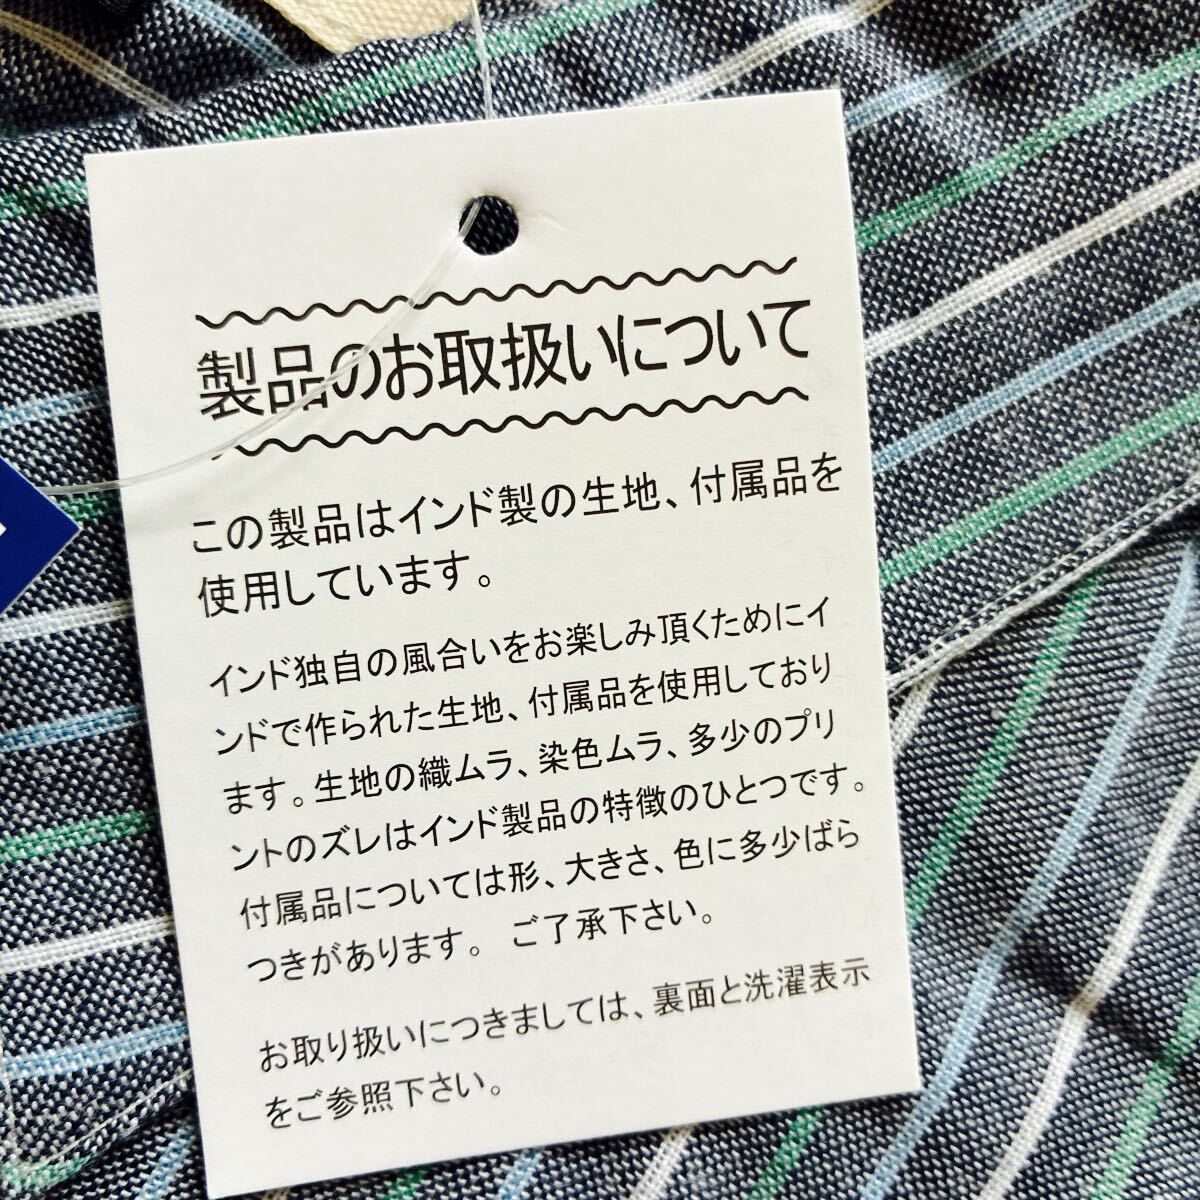 製品のお取扱いについて
この製品はインド製の生地、付属品を
使用しています。
インド独自の風合いをお楽しみ頂くためにイ
ンドで作られた生地、付属品を使用しており
ます。生地の織ムラ、染色ムラ、多少のプリ
ントのズレはインド製品の特徴のひとつです。
付属品については形、大きさ、色に多少ばら
つきがあります。 ご了承下さい。
お取り扱いにつきましては、裏面と洗濯表示
をご参照下さい。